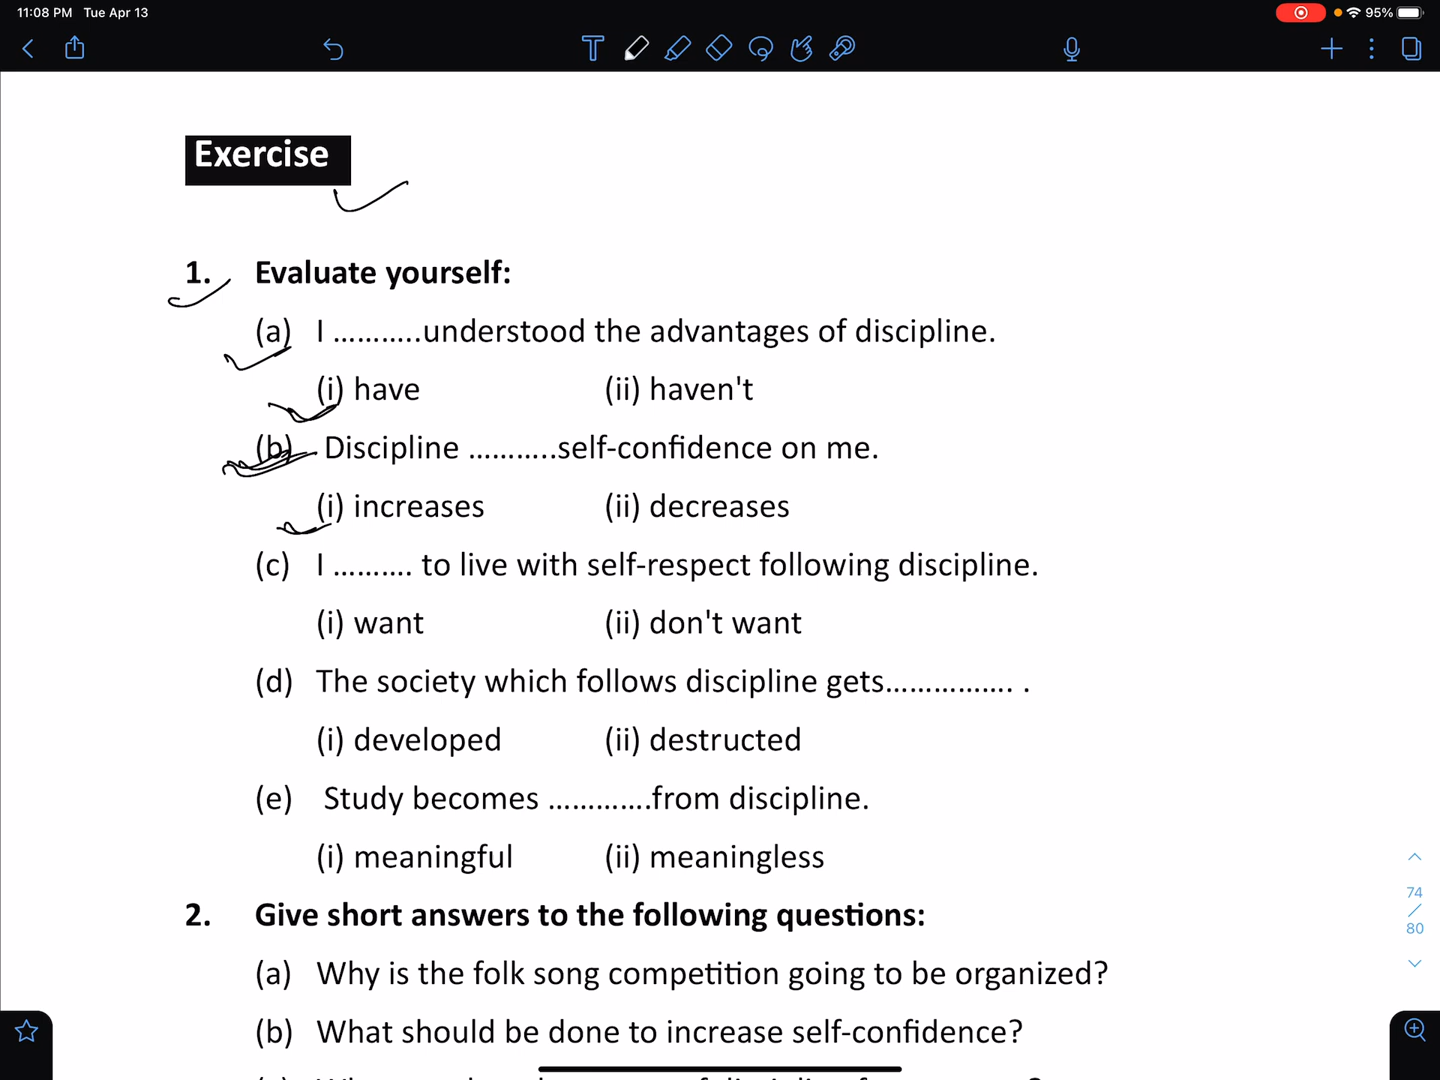 11:08 PM Tue Apr 13
95%
Exercise
1. Evaluate yourself:
(a) I ………..understood the advantages of discipline.
(i) have (ii) haven't
(b) Discipline ………..self-confidence on me.
(i) increases (ii) decreases
(c) I ………. to live with self-respect following discipline.
(i) want (ii) don't want
(d) The society which follows discipline gets……………. .
(i) developed (ii) destructed
(e) Study becomes ………….from discipline.
(i) meaningful (ii) meaningless
2. Give short answers to the following questions:
(a) Why is the folk song competition going to be organized?
(b) What should be done to increase self-confidence?
74
/
80